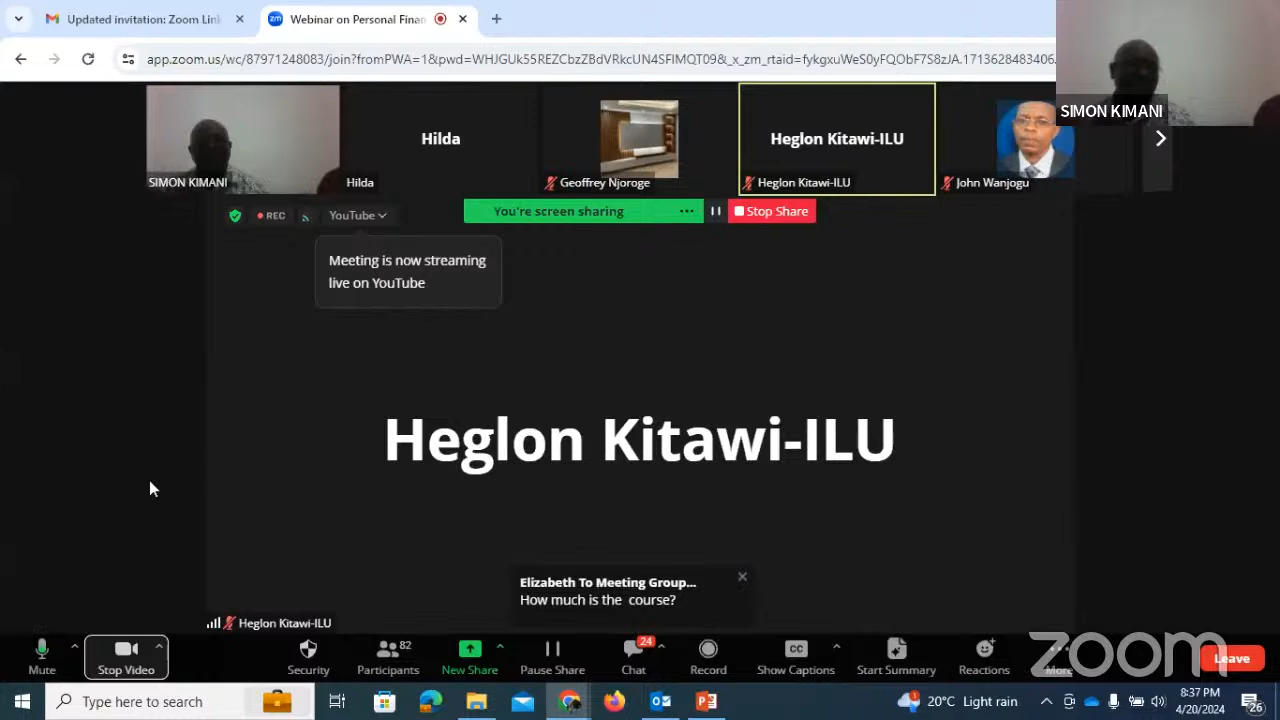 Updated invitation: Zoom Link
Webinar on Personal Finan
app.zoom.us/wc/87971248083/join?fromPWA=1&pwd=WHJGUk55REZCbzZBdVRkcUN4SFlMQT09&_x_zm_rtaid=fykgxuWeS0yFQObF7S8zJA.1713628483406.
SIMON KIMANI
Hilda
Heglon Kitawi-ILU
SIMON KIMANI
Hilda
Geoffrey Njoroge
Heglon Kitawi-ILU
John Wanjogu
REC
YouTube
You're screen sharing
Stop Share
Meeting is now streaming
live on YouTube
Heglon Kitawi-ILU
Elizabeth To Meeting Group...
How much is the course?
Heglon Kitawi-ILU
Mute
Stop Video
Security
82
Participants
New Share
Pause Share
24
Chat
Record
CC
Show Captions
Start Summary
Reactions
More
zoom
Leave
Type here to search
20°C Light rain
8:37 PM
4/20/2024
26